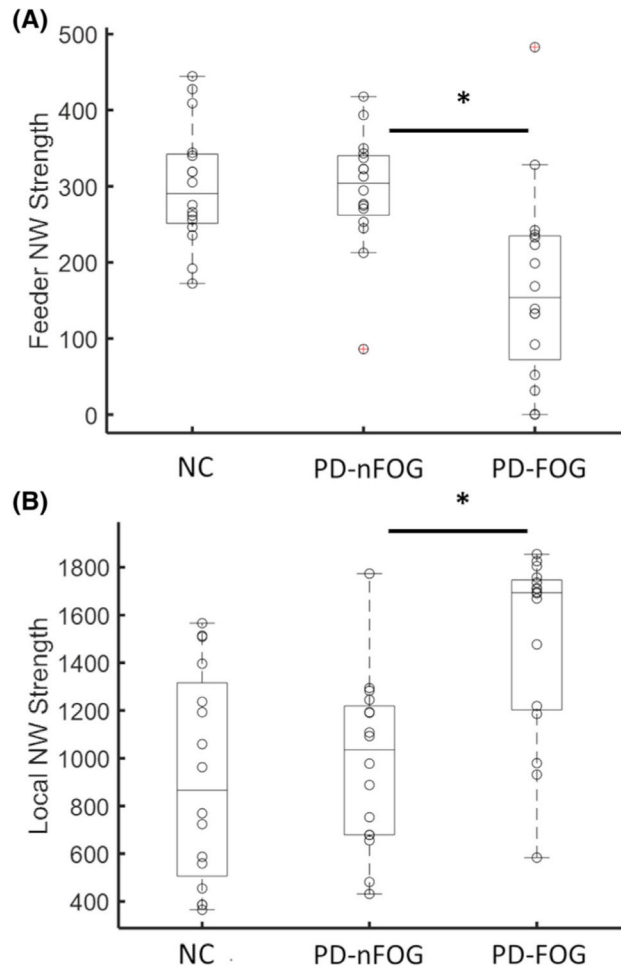 (A)
500
400
300
200
100
0
Feeder NW Strength
*
NC PD-nFOG PD-FOG
(B)
1800
1600
1400
1200
1000
800
600
400
Local NW Strength
*
NC PD-nFOG PD-FOG